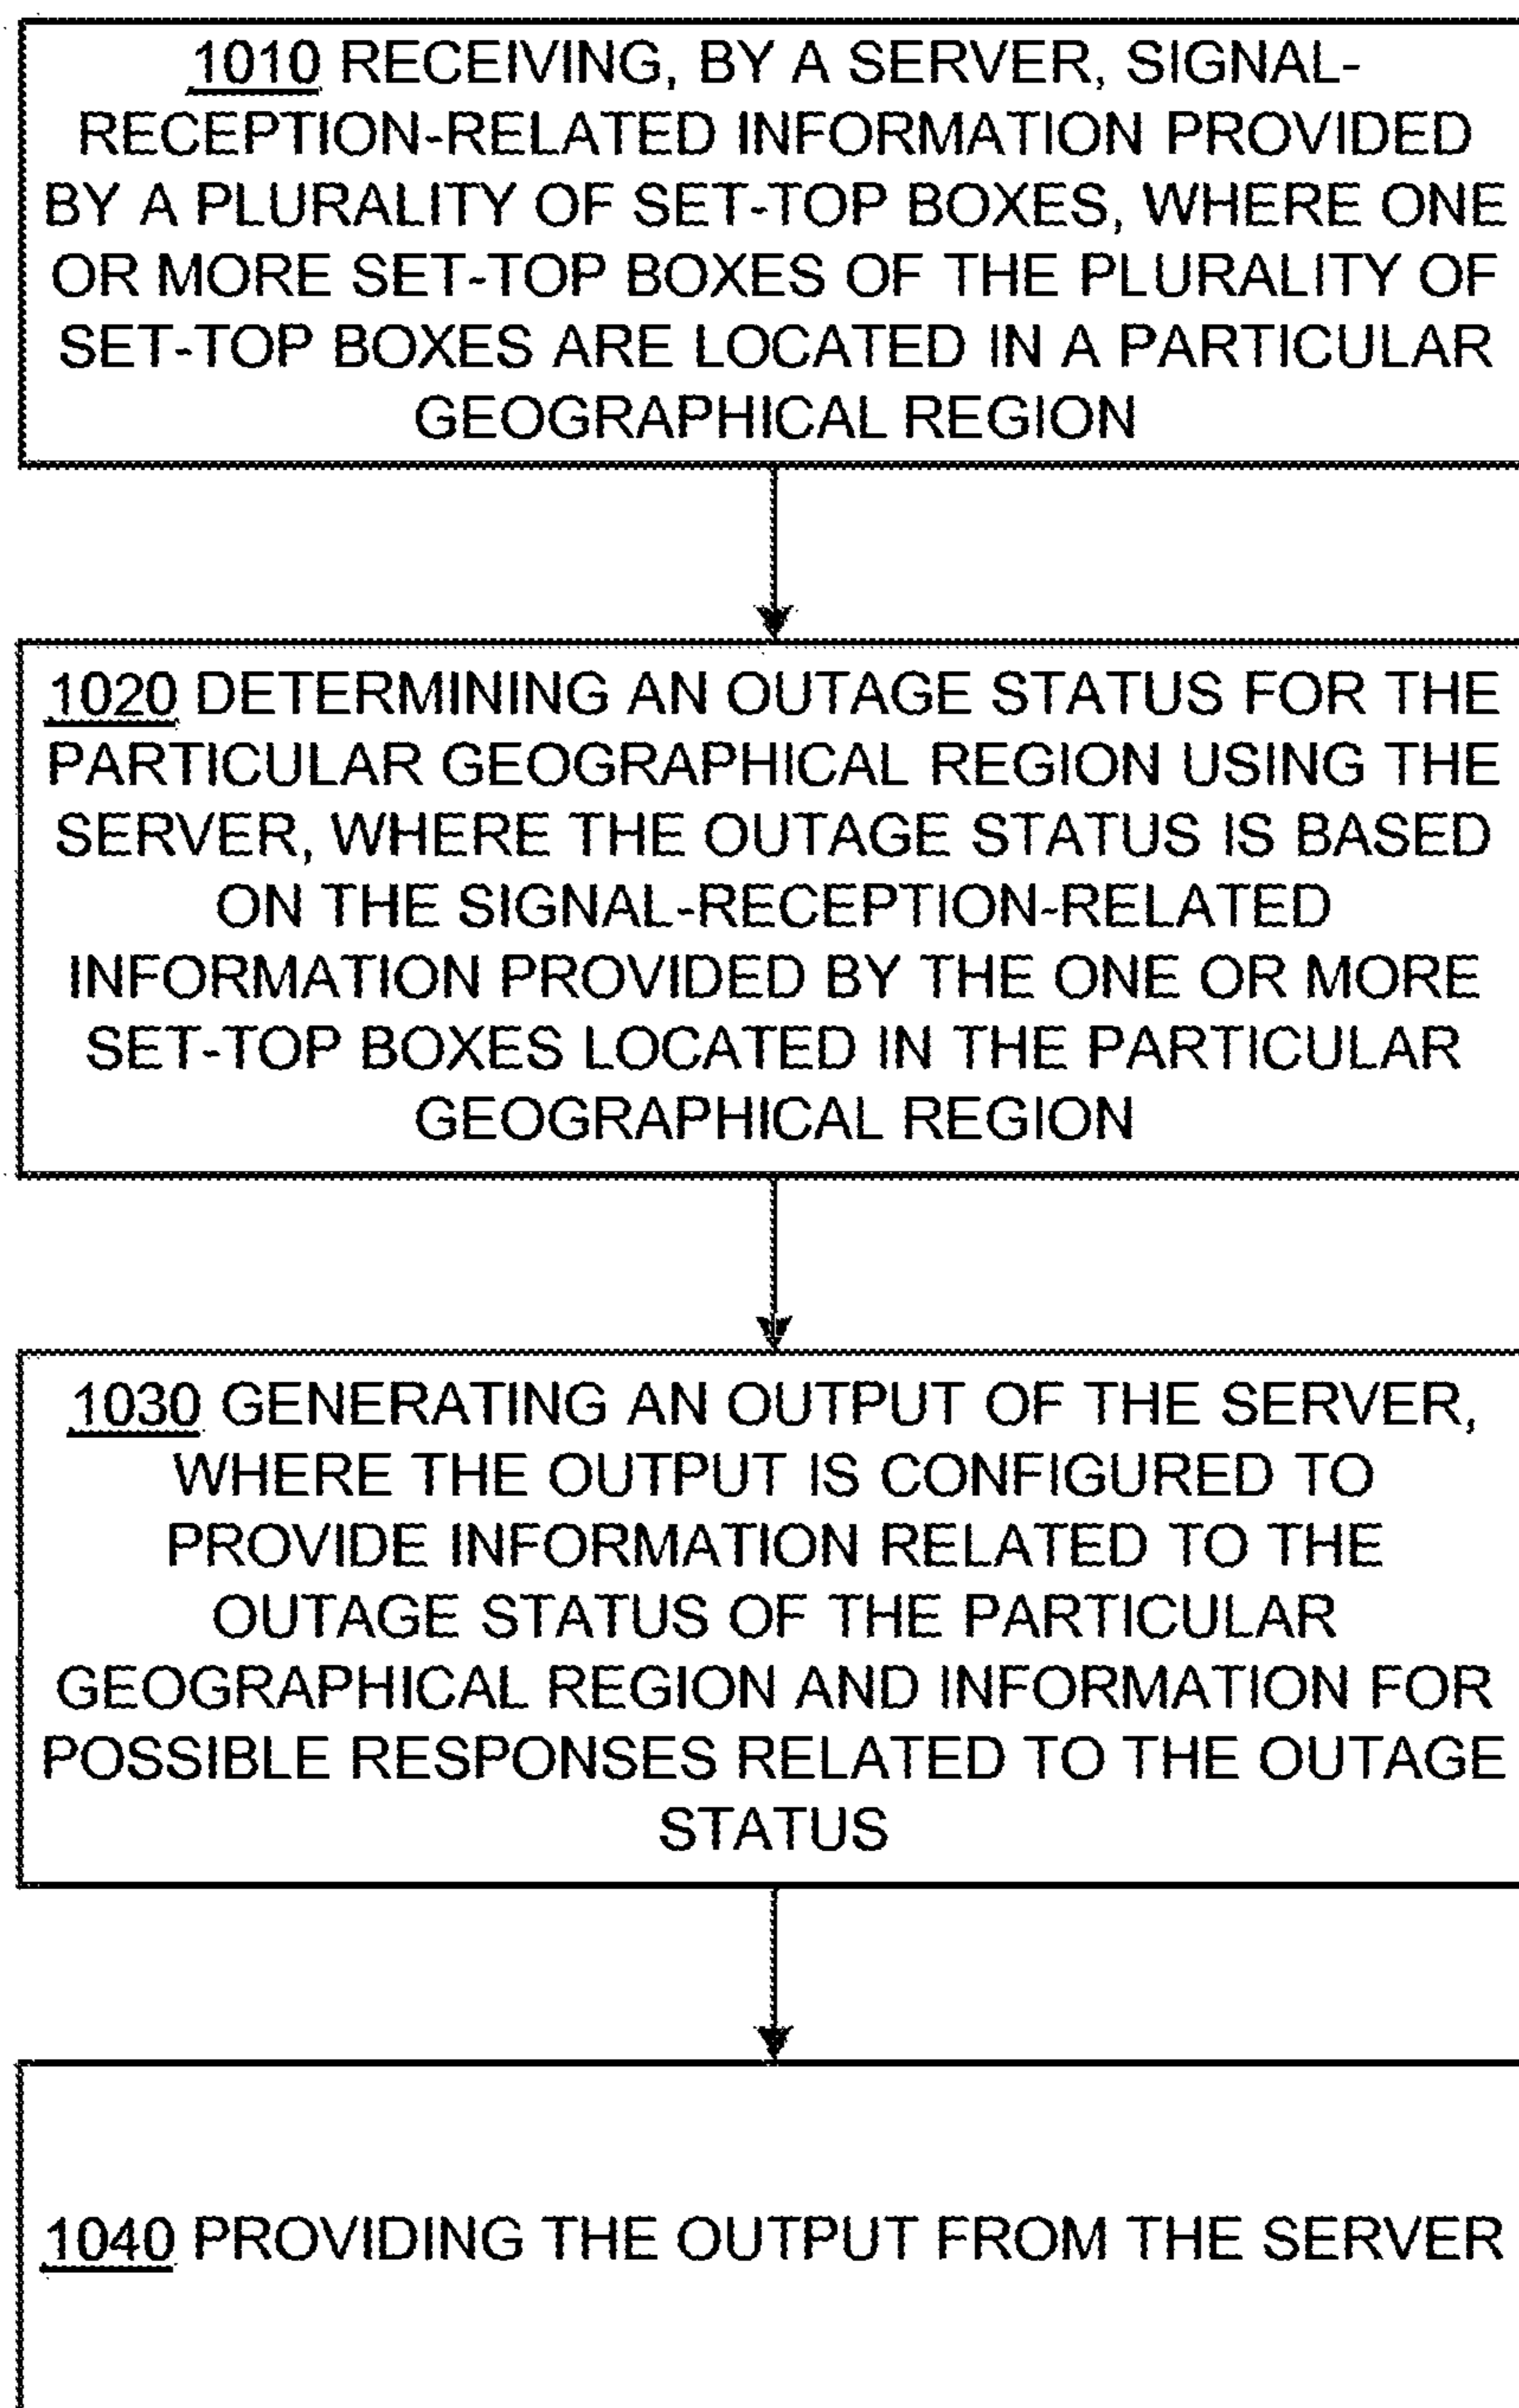 1010 RECEIVING, BY A SERVER, SIGNAL-
RECEPTION-RELATED INFORMATION PROVIDED
BY A PLURALITY OF SET-TOP BOXES, WHERE ONE
OR MORE SET-TOP BOXES OF THE PLURALITY OF
SET-TOP BOXES ARE LOCATED IN A PARTICULAR
GEOGRAPHICAL REGION
1020 DETERMINING AN OUTAGE STATUS FOR THE
PARTICULAR GEOGRAPHICAL REGION USING THE
SERVER, WHERE THE OUTAGE STATUS IS BASED
ON THE SIGNAL-RECEPTION-RELATED
INFORMATION PROVIDED BY THE ONE OR MORE
SET-TOP BOXES LOCATED IN THE PARTICULAR
GEOGRAPHICAL REGION
1030 GENERATING AN OUTPUT OF THE SERVER,
WHERE THE OUTPUT IS CONFIGURED TO
PROVIDE INFORMATION RELATED TO THE
OUTAGE STATUS OF THE PARTICULAR
GEOGRAPHICAL REGION AND INFORMATION FOR
POSSIBLE RESPONSES RELATED TO THE OUTAGE
STATUS
1040 PROVIDING THE OUTPUT FROM THE SERVER